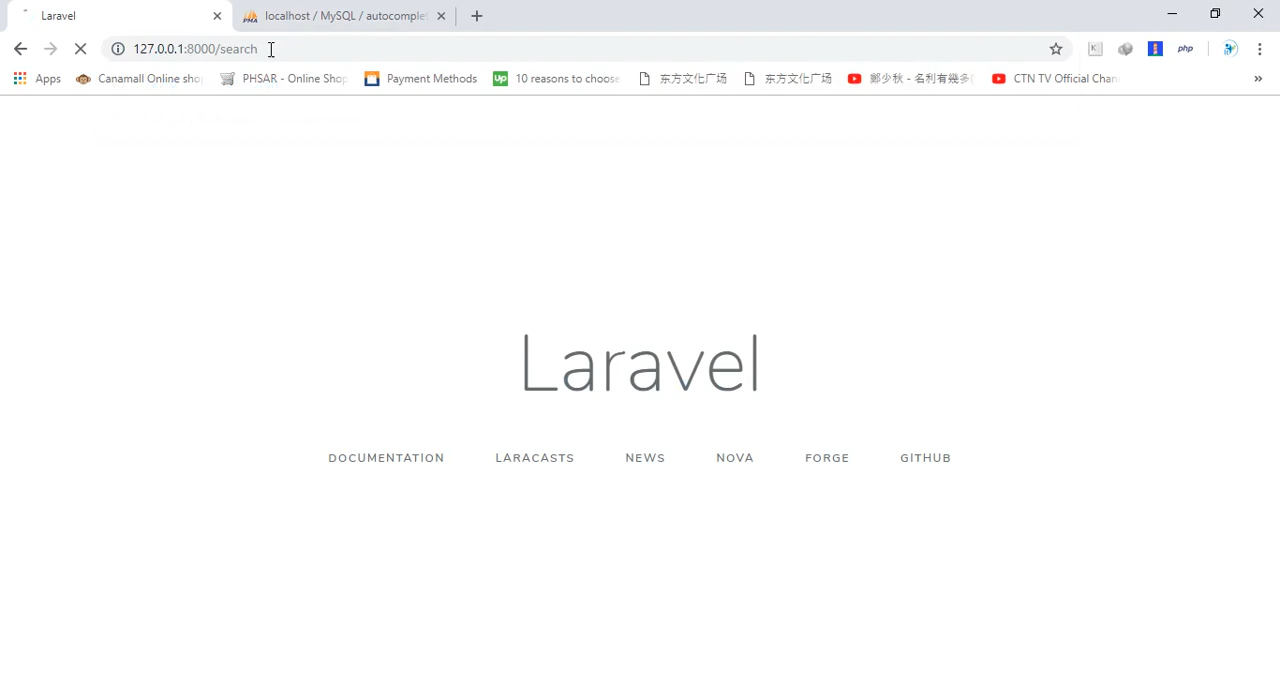 Laravel
localhost / MySQL / autocomplet
127.0.0.1:8000/search
php
Apps
Canamall Online sho
PHSAR - Online Shop
Payment Methods
Up 10 reasons to choose
东方文化广场
东方文化广场
鄭少秋 - 名利有幾多
CTN TV Official Chan
»
Laravel
DOCUMENTATION LARACASTS NEWS NOVA FORGE GITHUB